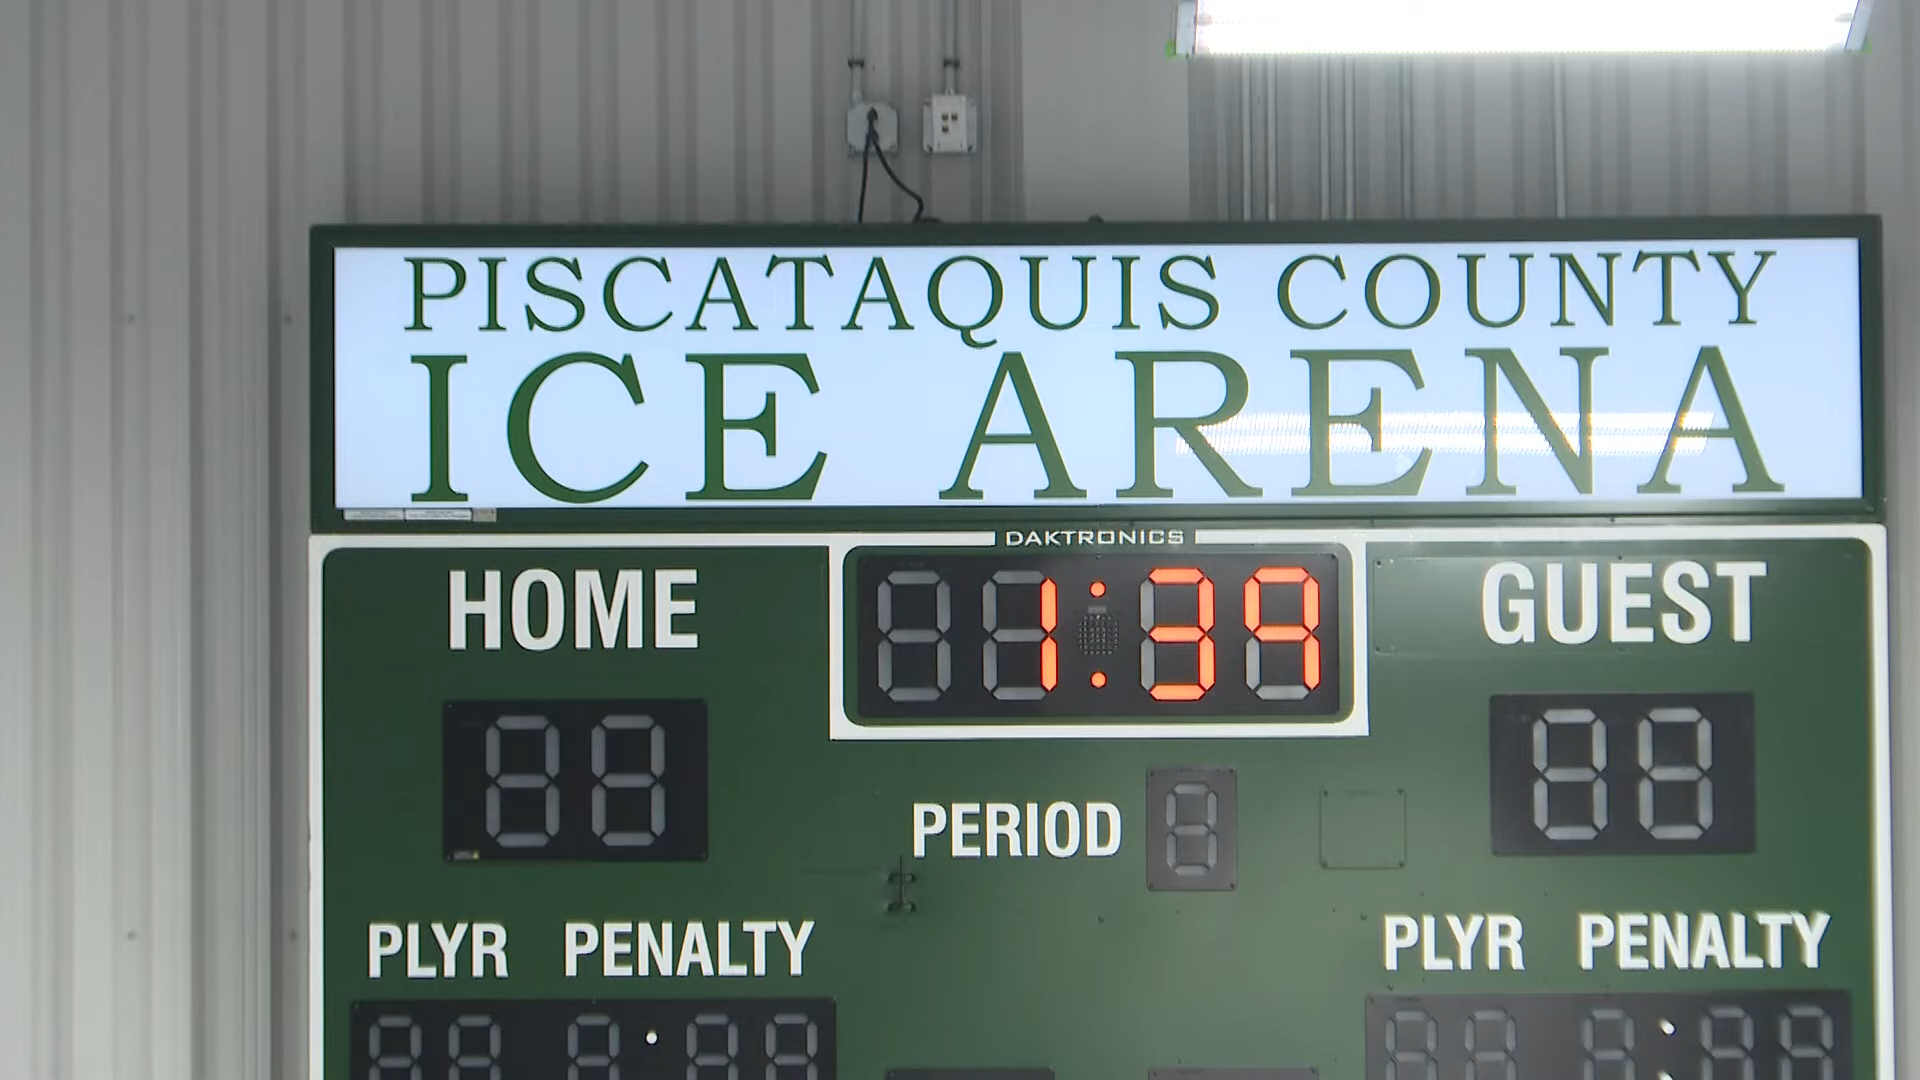 PISCATAQUIS COUNTY
ICE ARENA
DAKTRONICS
HOME
1:39
GUEST
PERIOD
PLYR PENALTY
PLYR PENALTY